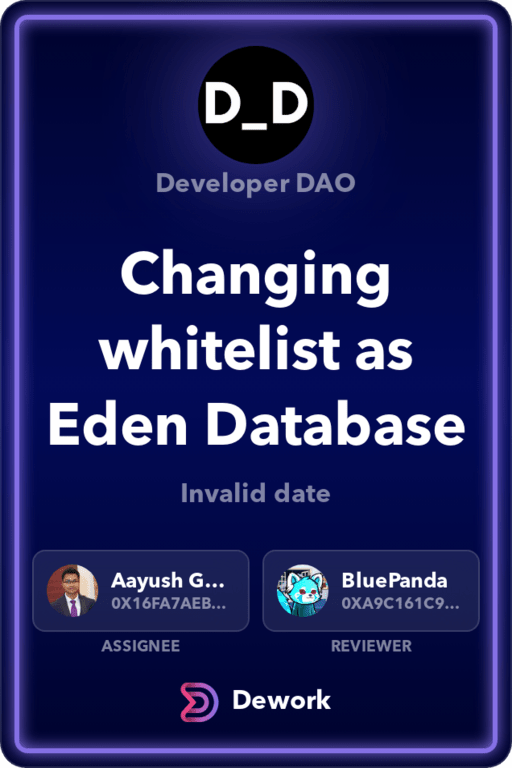 D_D
Developer DAO
Changing
whitelist as
Eden Database
Invalid date
Aayush G...
0X16FA7AEB...
BluePanda
0XA9C161C9...
ASSIGNEE
REVIEWER
Dework